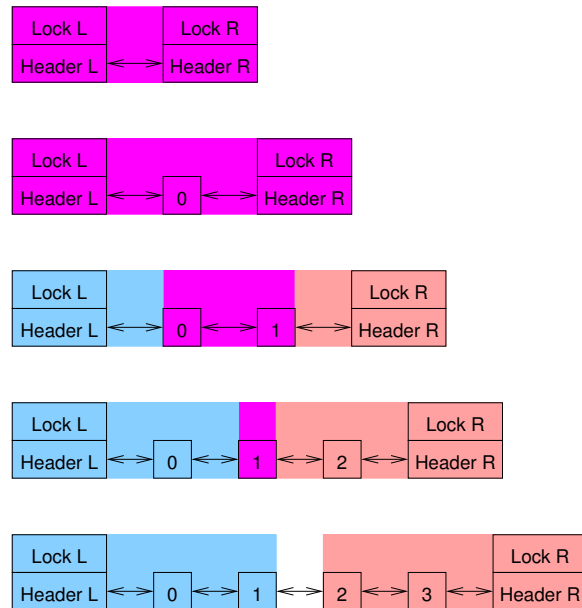 Lock L Lock R
Header L Header R
Lock L Lock R
Header L 0 Header R
Lock L Lock R
Header L 0 1 Header R
Lock L Lock R
Header L 0 1 2 Header R
Lock L Lock R
Header L 0 1 2 3 Header R